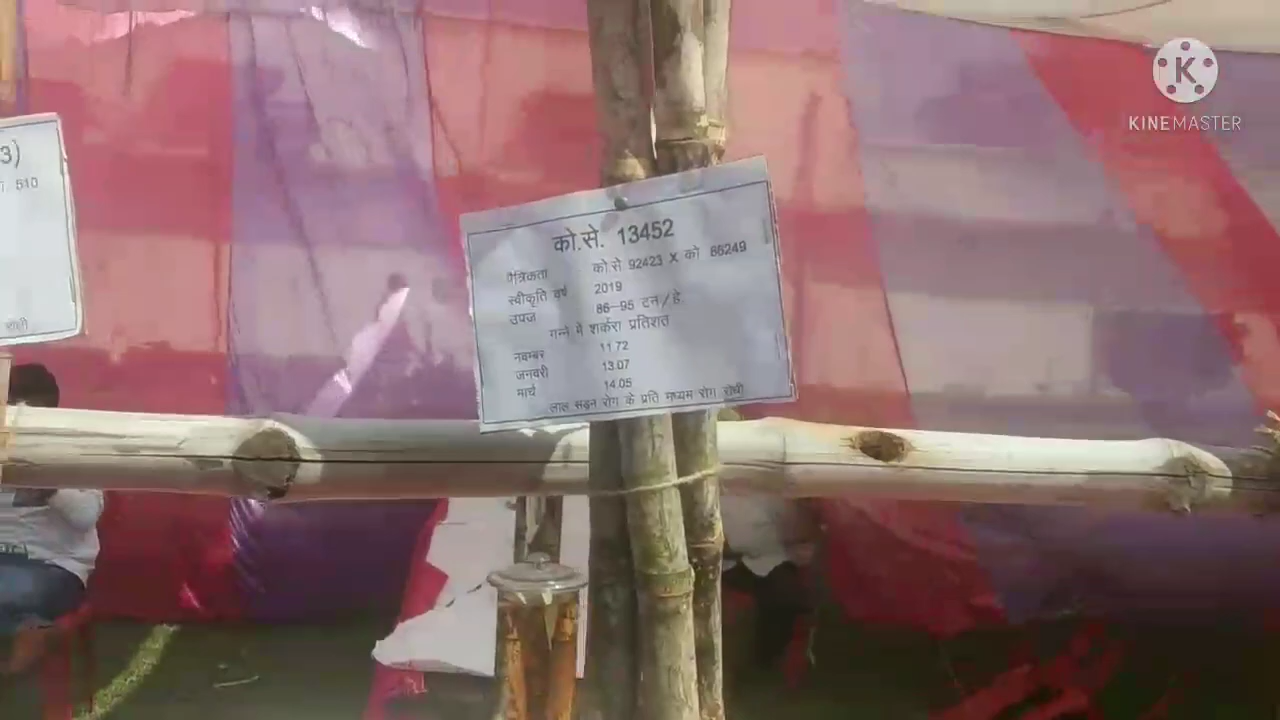 3)
510
रोधी
को.से. 13452
पैत्रिकता को से 92423 X को 86249
स्वीकृति वर्ष 2019
उपज 86–95 टन/हे.
गन्ने में शर्करा प्रतिशत
नवम्बर 11.72
जनवरी 13.07
मार्च 14.05
लाल सड़न रोग के प्रति मध्यम रोग रोधी
K
KINEMASTER